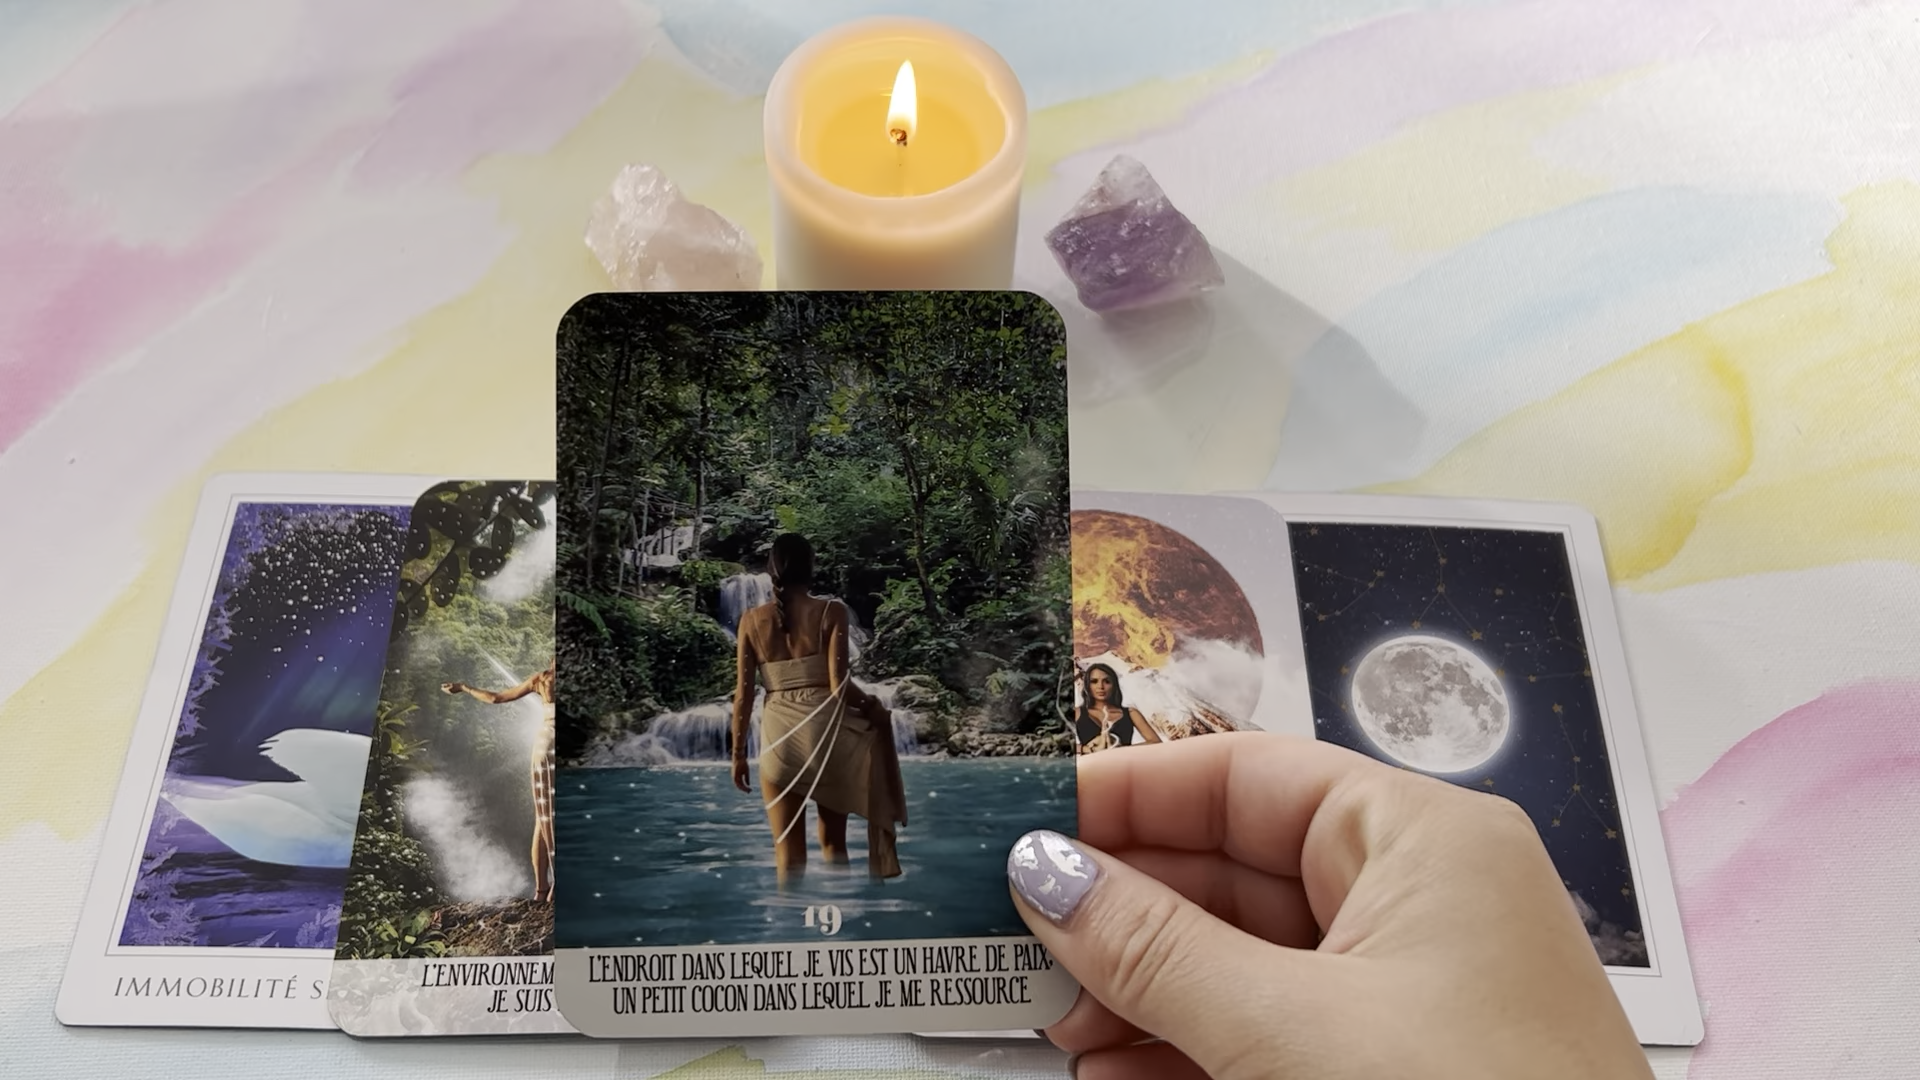 19
L'ENDROIT DANS LEQUEL JE VIS EST UN HAVRE DE PAIX,
UN PETIT COCON DANS LEQUEL JE ME RESSOURCE
IMMOBILITÉ
L'ENVIRONNEM
JE SUIS